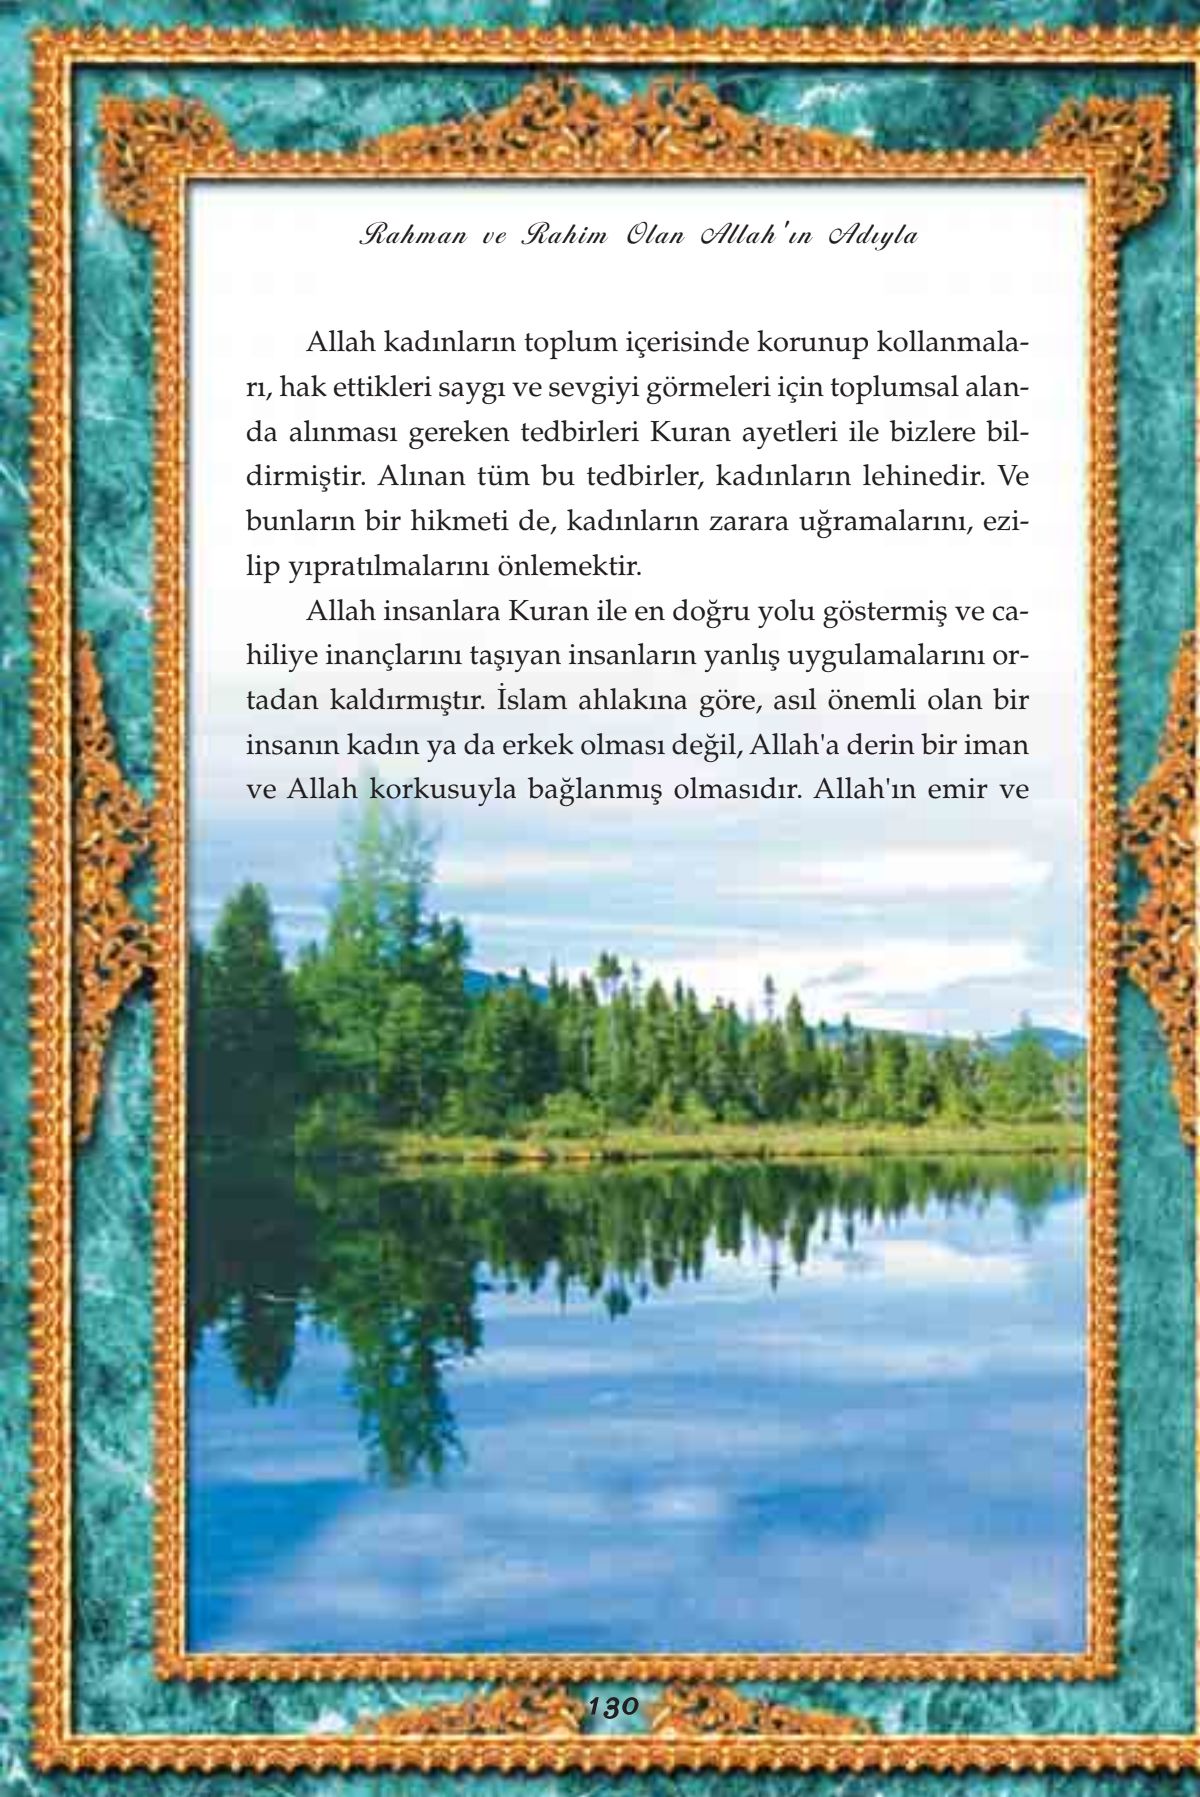 Rahman ve Rahim Olan Allah'ın Adıyla
Allah kadınların toplum içerisinde korunup kollanmala-
rı, hak ettikleri saygı ve sevgiyi görmeleri için toplumsal alan-
da alınması gereken tedbirleri Kuran ayetleri ile bizlere bil-
dirmiştir. Alınan tüm bu tedbirler, kadınların lehinedir. Ve
bunların bir hikmeti de, kadınların zarara uğramalarını, ezi-
lip yıpratılmalarını önlemektir.
Allah insanlara Kuran ile en doğru yolu göstermiş ve ca-
hiliye inançlarını taşıyan insanların yanlış uygulamalarını or-
tadan kaldırmıştır. İslam ahlakına göre, asıl önemli olan bir
insanın kadın ya da erkek olması değil, Allah'a derin bir iman
ve Allah korkusuyla bağlanmış olmasıdır. Allah'ın emir ve
130